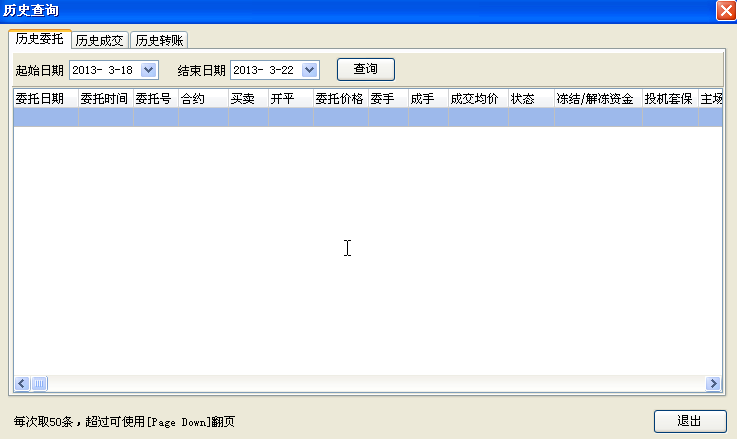 历史查询
历史委托 历史成交 历史转账
起始日期 2013- 3-18 结束日期 2013- 3-22 查询
委托日期 委托时间 委托号 合约 买卖 开平 委托价格 委手 成手 成交均价 状态 冻结/解冻资金 投机套保 主场
每次取50条，超过可使用[Page Down]翻页 退出